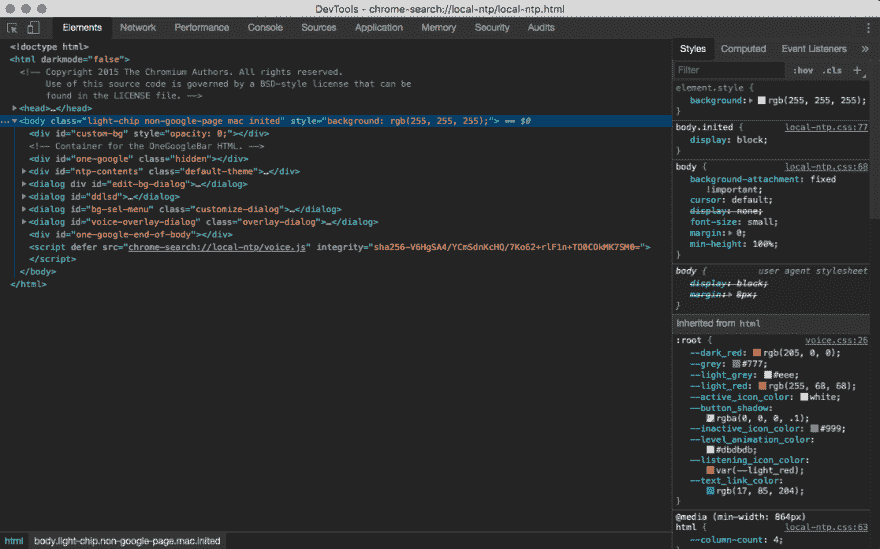 DevTools - chrome-search://local-ntp/local-ntp.html
Elements Network Performance Console Sources Application Memory Security Audits
<!doctype html>
<html darkmode="false">
<!-- Copyright 2015 The Chromium Authors. All rights reserved.
Use of this source code is governed by a BSD-style license that can be
found in the LICENSE file. -->
<head>…</head>
<body class="light-chip non-google-page mac inited" style="background: rgb(255, 255, 255);"> == $0
<div id="custom-bg" style="opacity: 0;"></div>
<!-- Container for the OneGoogleBar HTML. -->
<div id="one-google" class="hidden"></div>
<div id="ntp-contents" class="default-theme">…</div>
<dialog div id="edit-bg-dialog">…</dialog>
<dialog id="ddlsd">…</dialog>
<dialog id="bg-sel-menu" class="customize-dialog">…</dialog>
<dialog id="voice-overlay-dialog" class="overlay-dialog">…</dialog>
<div id="one-google-end-of-body"></div>
<script defer src="chrome-search://local-ntp/voice.js" integrity="sha256-V6HgSA4/YCmSdnKcHQ/7Ko62+rlF1n+TD0COkMK7SM0=">
</script>
</body>
</html>
html body.light-chip.non-google-page.mac.inited
Styles Computed Event Listeners »
Filter :hov .cls +
element.style {
background: rgb(255, 255, 255);
}
body.inited { local-ntp.css:77
display: block;
}
body { local-ntp.css:68
background-attachment: fixed
!important;
cursor: default;
display: none;
font-size: small;
margin: 0;
min-height: 100%;
}
body { user agent stylesheet
display: block;
margin: 8px;
}
Inherited from html
:root { voice.css:26
--dark_red: rgb(205, 0, 0);
--grey: #777;
--light_grey: #eee;
--light_red: rgb(255, 68, 68);
--active_icon_color: white;
--button_shadow:
rgba(0, 0, 0, .1);
--inactive_icon_color: #999;
--level_animation_color:
#dbdbdb;
--listening_icon_color:
var(--light_red);
--text_link_color:
rgb(17, 85, 204);
}
@media (min-width: 864px)
html { local-ntp.css:63
--column-count: 4;